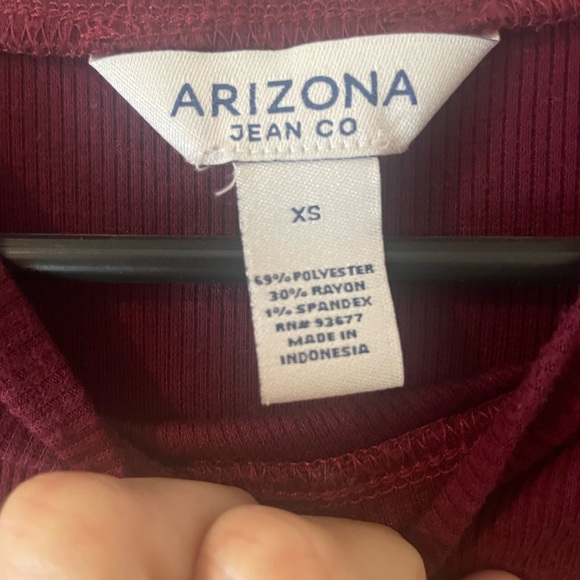 ARIZONA
JEAN CO
XS
69% POLYESTER
30% RAYON
1% SPANDEX
RN# 93677
MADE IN
INDONESIA